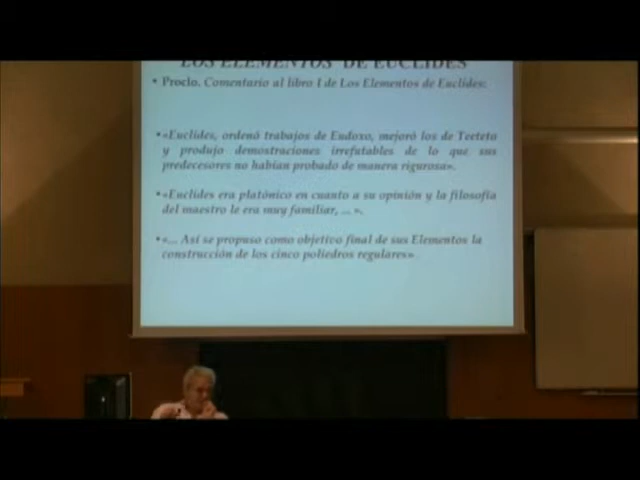 LOS ELEMENTOS DE EUCLIDES
• Proclo. Comentario al libro I de Los Elementos de Euclides:
•«Euclides, ordenó trabajos de Eudoxo, mejoró los de Teeteto
y produjo demostraciones irrefutables de lo que sus
predecesores no habían probado de manera rigurosa».
•«Euclides era platónico en cuanto a su opinión y la filosofía
del maestro le era muy familiar, ... ».
•«... Así se propuso como objetivo final de sus Elementos la
construcción de los cinco poliedros regulares»